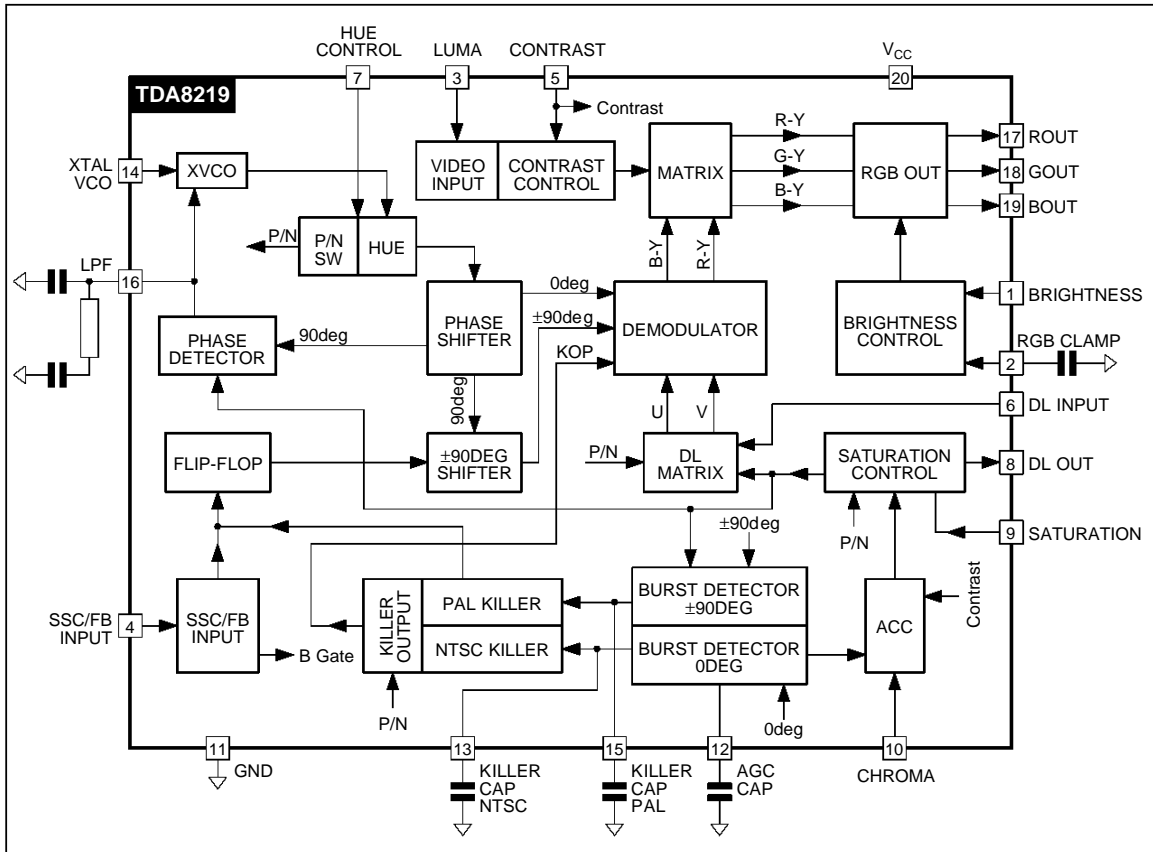 HUE
CONTROL
LUMA
CONTRAST
VCC
7
3
5
20
TDA8219
Contrast
XTAL
VCO
14
XVCO
VIDEO
INPUT
CONTRAST
CONTROL
MATRIX
R-Y
G-Y
B-Y
RGB OUT
17
ROUT
18
GOUT
19
BOUT
P/N
P/N
SW
HUE
B-Y
R-Y
LPF
16
0deg
±90deg
KOP
PHASE
DETECTOR
90deg
PHASE
SHIFTER
DEMODULATOR
BRIGHTNESS
CONTROL
1
BRIGHTNESS
RGB CLAMP
2
90deg
U
V
6
DL INPUT
FLIP-FLOP
±90DEG
SHIFTER
P/N
DL
MATRIX
SATURATION
CONTROL
8
DL OUT
±90deg
P/N
9
SATURATION
SSC/FB
INPUT
4
SSC/FB
INPUT
B Gate
KILLER
OUTPUT
PAL KILLER
NTSC KILLER
BURST DETECTOR
±90DEG
BURST DETECTOR
0DEG
ACC
Contrast
P/N
0deg
11
GND
13
KILLER
CAP
NTSC
15
KILLER
CAP
PAL
12
AGC
CAP
10
CHROMA